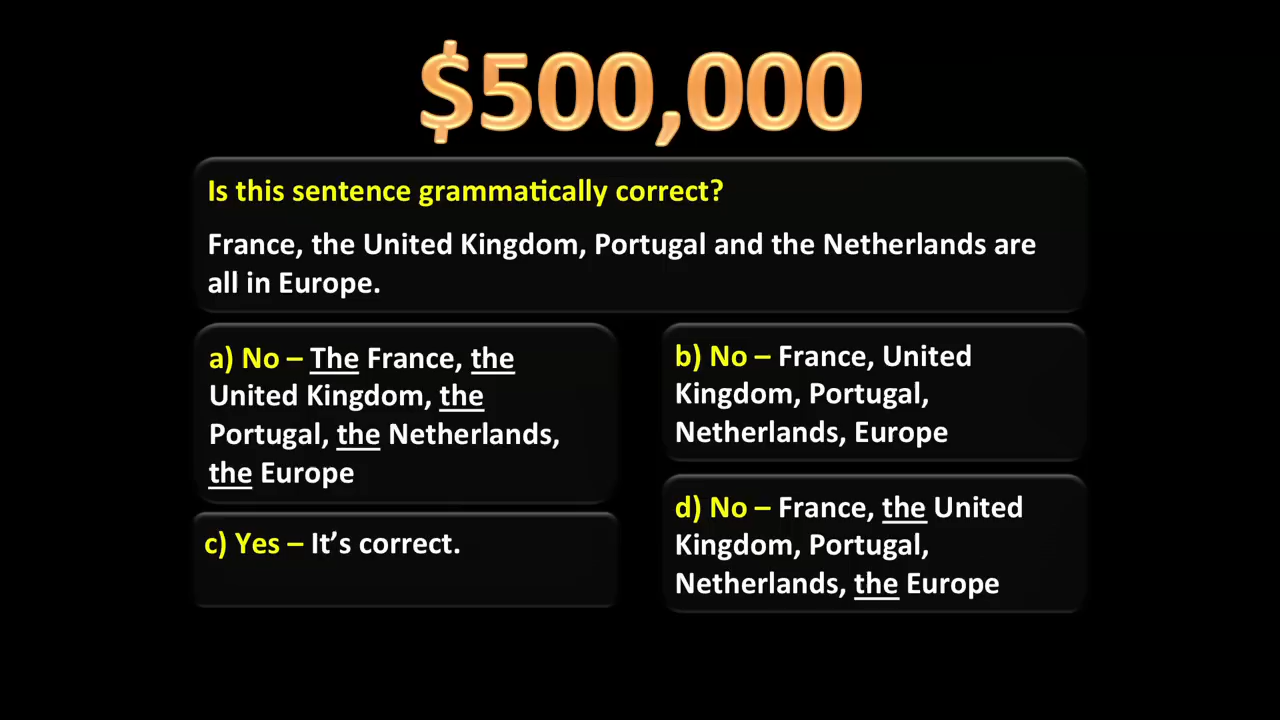 $500,000
Is this sentence grammatically correct?
France, the United Kingdom, Portugal and the Netherlands are
all in Europe.
a) No – The France, the
United Kingdom, the
Portugal, the Netherlands,
the Europe
b) No – France, United
Kingdom, Portugal,
Netherlands, Europe
c) Yes – It’s correct.
d) No – France, the United
Kingdom, Portugal,
Netherlands, the Europe